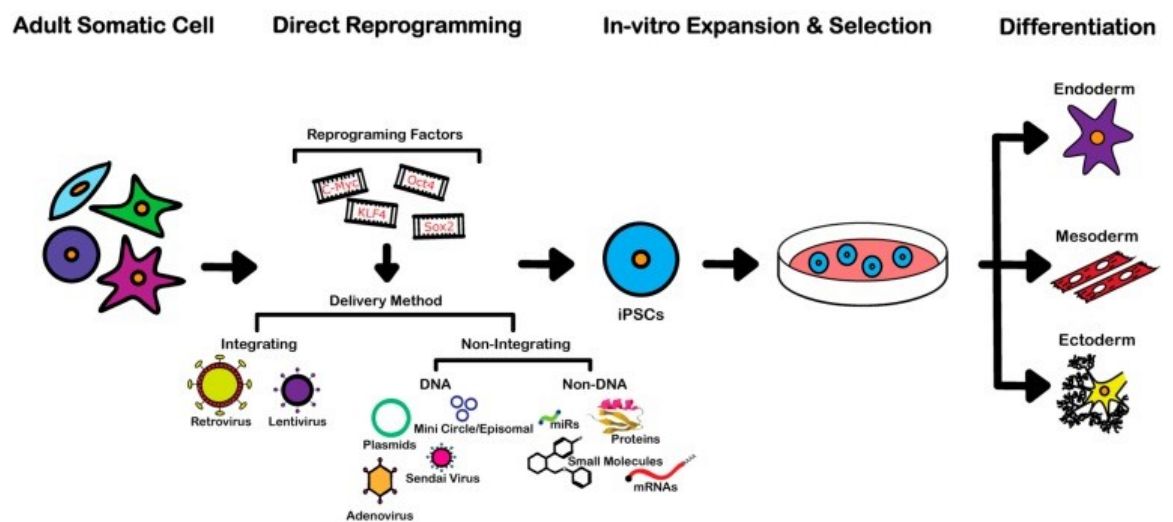 Adult Somatic Cell
Direct Reprogramming
In-vitro Expansion & Selection
Differentiation
Reprograming Factors
C-Myc
Oct4
KLF4
Sox2
Delivery Method
Integrating
Non-Integrating
Retrovirus
Lentivirus
DNA
Non-DNA
Plasmids
Mini Circle/Episomal
Sendai Virus
Adenovirus
miRs
Proteins
Small Molecules
mRNAs
AAAA
iPSCs
Endoderm
Mesoderm
Ectoderm